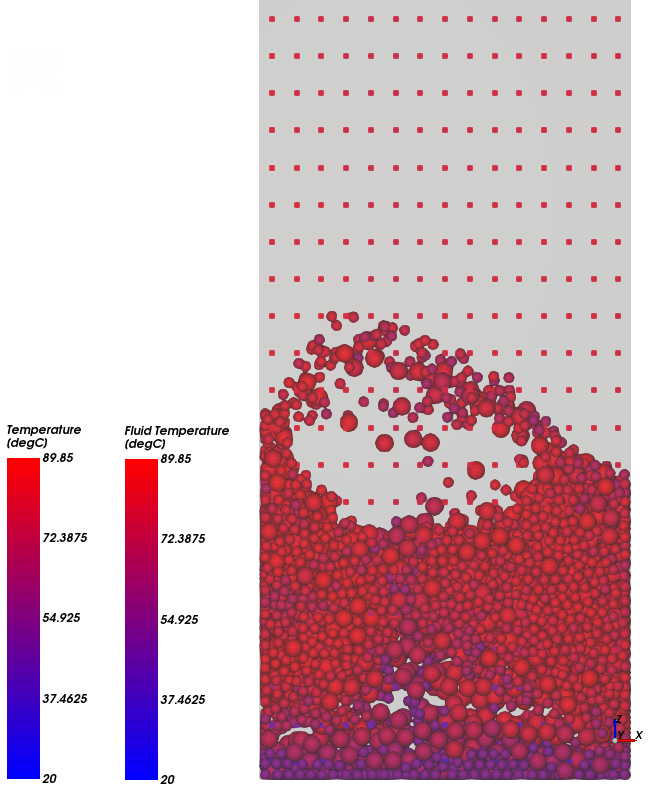 Temperature
(degC)
89.85
72.3875
54.925
37.4625
20
Fluid Temperature
(degC)
89.85
72.3875
54.925
37.4625
20
Z
Y
X